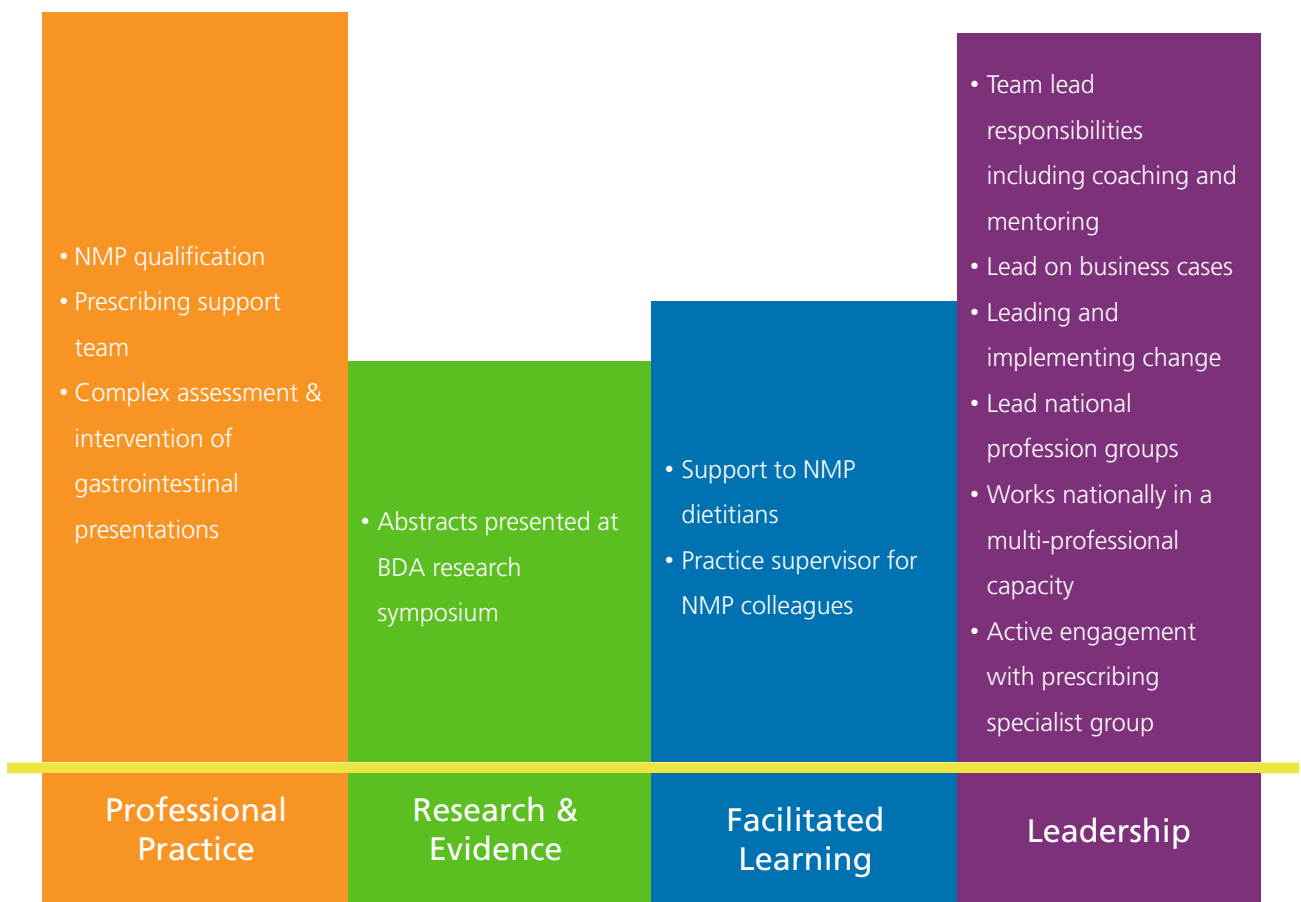 • NMP qualification
• Prescribing support
team
• Complex assessment &
intervention of
gastrointestinal
presentations
Professional
Practice
• Abstracts presented at
BDA research
symposium
Research &
Evidence
• Support to NMP
dietitians
• Practice supervisor for
NMP colleagues
Facilitated
Learning
• Team lead
responsibilities
including coaching and
mentoring
• Lead on business cases
• Leading and
implementing change
• Lead national
profession groups
• Works nationally in a
multi-professional
capacity
• Active engagement
with prescribing
specialist group
Leadership